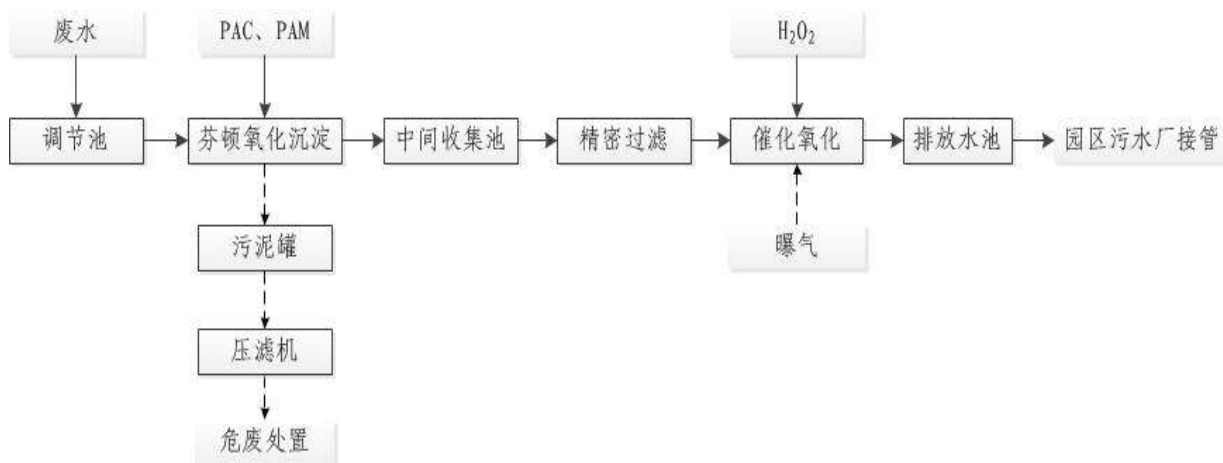 废水
PAC、PAM
H₂O₂
调节池
芬顿氧化沉淀
中间收集池
精密过滤
催化氧化
排放水池
园区污水厂接管
污泥罐
曝气
压滤机
危废处置